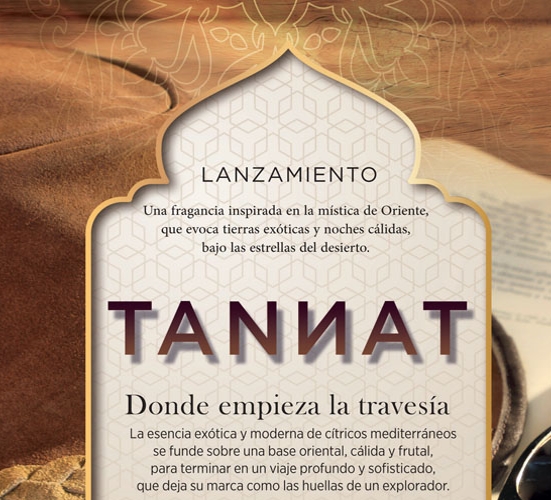 LANZAMIENTO
Una fragancia inspirada en la mística de Oriente,
que evoca tierras exóticas y noches cálidas,
bajo las estrellas del desierto.
TANИAT
Donde empieza la travesía
La esencia exótica y moderna de cítricos mediterráneos
se funde sobre una base oriental, cálida y frutal,
para terminar en un viaje profundo y sofisticado,
que deja su marca como las huellas de un explorador.